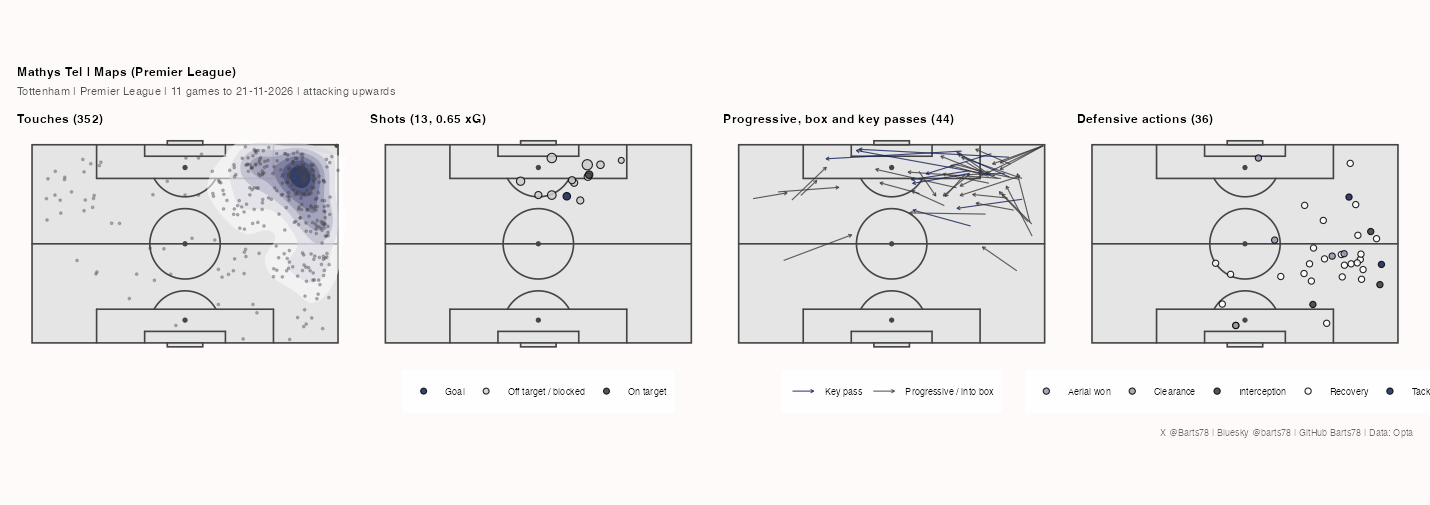 Mathys Tel | Maps (Premier League)
Tottenham | Premier League | 11 games to 21-11-2026 | attacking upwards
Touches (352)
Shots (13, 0.65 xG)
Progressive, box and key passes (44)
Defensive actions (36)
Goal
Off target / blocked
On target
Key pass
Progressive / into box
Aerial won
Clearance
Interception
Recovery
Tack
X @Barts78 | Bluesky @barts78 | GitHub Barts78 | Data: Opta